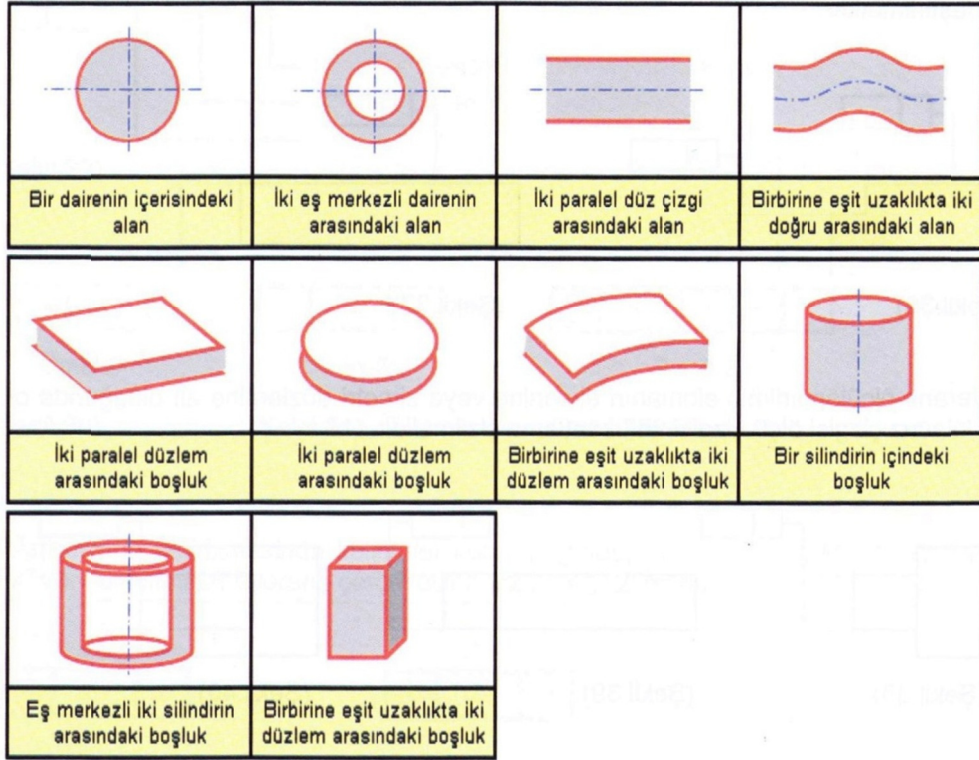 Bir dairenin içerisindeki
alan
İki eş merkezli dairenin
arasındaki alan
İki paralel düz çizgi
arasındaki alan
Birbirine eşit uzaklıkta iki
doğru arasındaki alan
İki paralel düzlem
arasındaki boşluk
İki paralel düzlem
arasındaki boşluk
Birbirine eşit uzaklıkta iki
düzlem arasındaki boşluk
Bir silindirin içindeki
boşluk
Eş merkezli iki silindirin
arasındaki boşluk
Birbirine eşit uzaklıkta iki
düzlem arasındaki boşluk